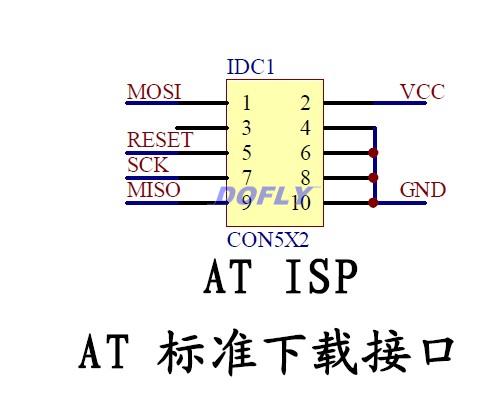 IDC1
MOSI 1 2 VCC
3 4
RESET 5 6
SCK 7 8
MISO 9 10 GND
DOFLY
CON5X2
AT ISP
AT 标准下载接口